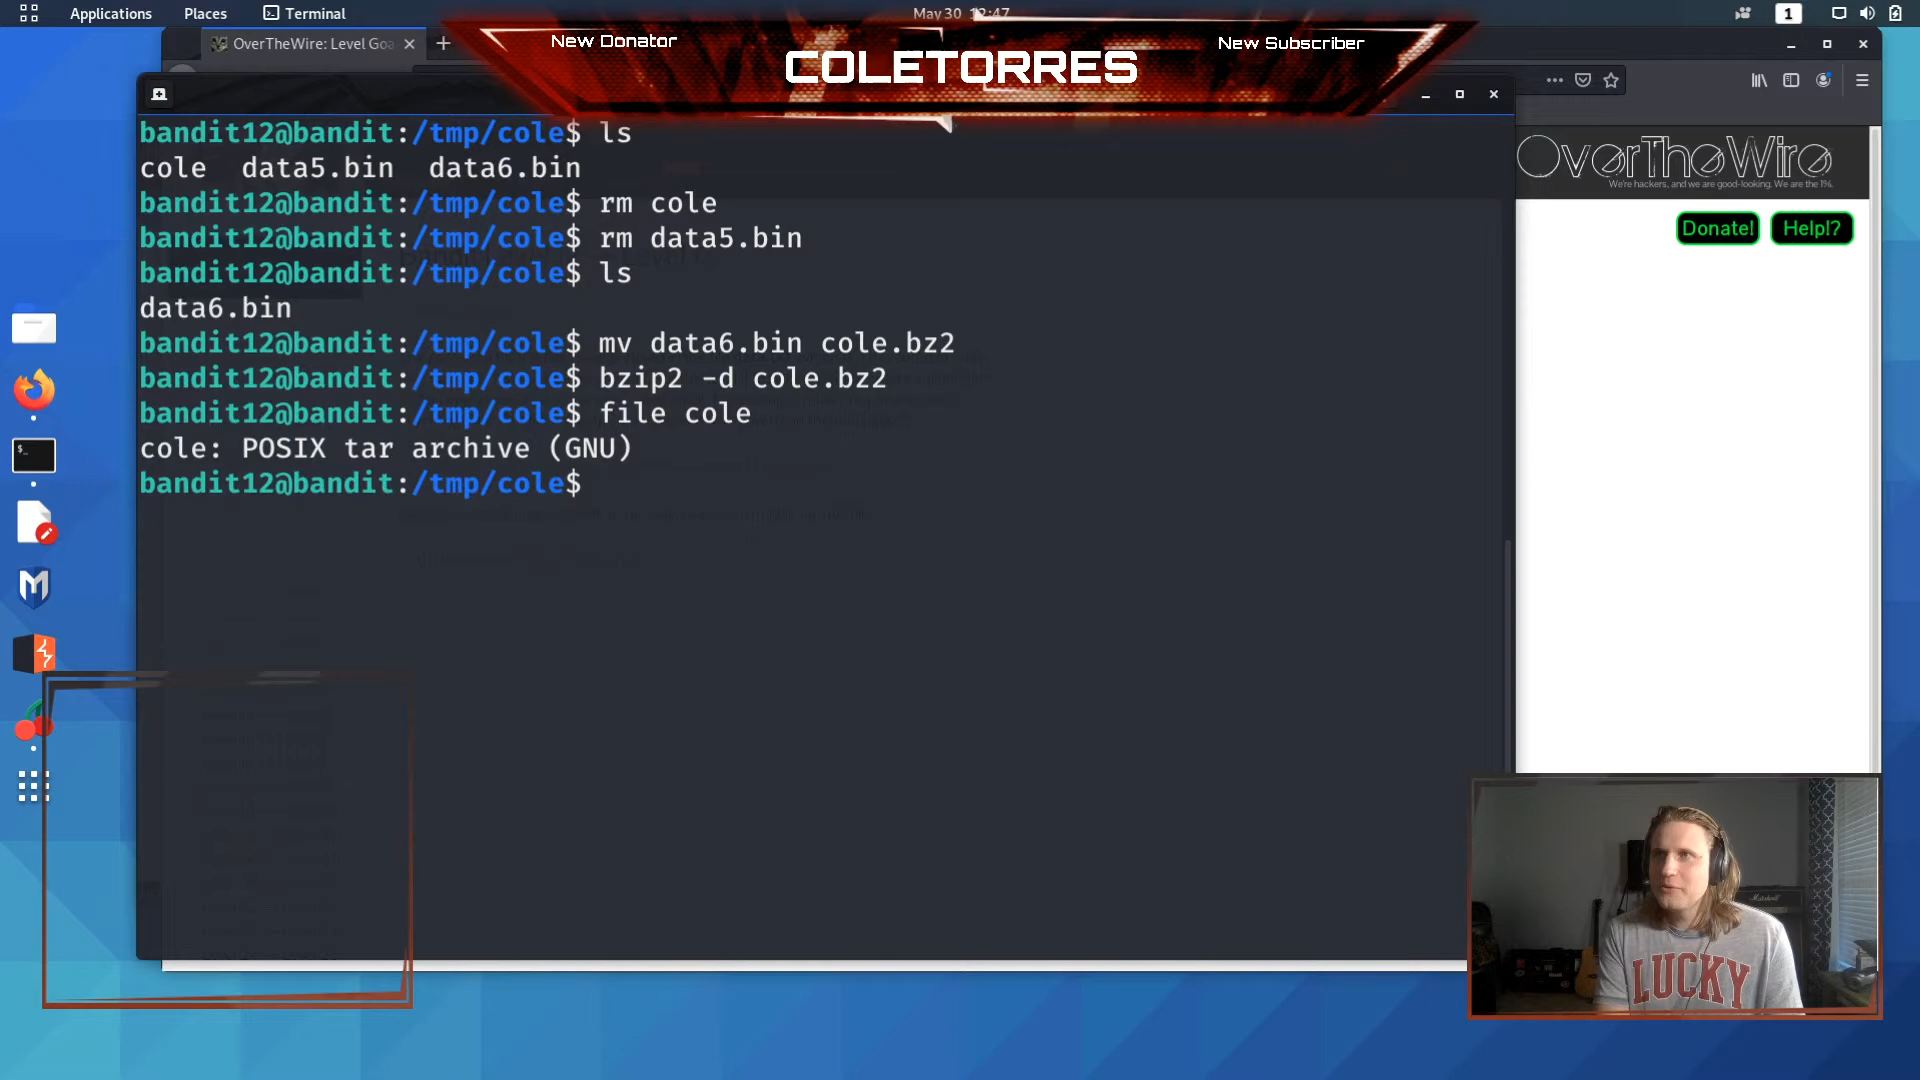 Applications Places Terminal May 30 12:47 1
OverTheWire: Level Goa
New Donator
COLETORRES
New Subscriber
bandit12@bandit:/tmp/cole$ ls
cole data5.bin data6.bin
bandit12@bandit:/tmp/cole$ rm cole
bandit12@bandit:/tmp/cole$ rm data5.bin
bandit12@bandit:/tmp/cole$ ls
data6.bin
bandit12@bandit:/tmp/cole$ mv data6.bin cole.bz2
bandit12@bandit:/tmp/cole$ bzip2 -d cole.bz2
bandit12@bandit:/tmp/cole$ file cole
cole: POSIX tar archive (GNU)
bandit12@bandit:/tmp/cole$
OverTheWire
We're hackers, and we are good-looking. We are the 1%.
Donate! Help!?
Marshall
LUCKY